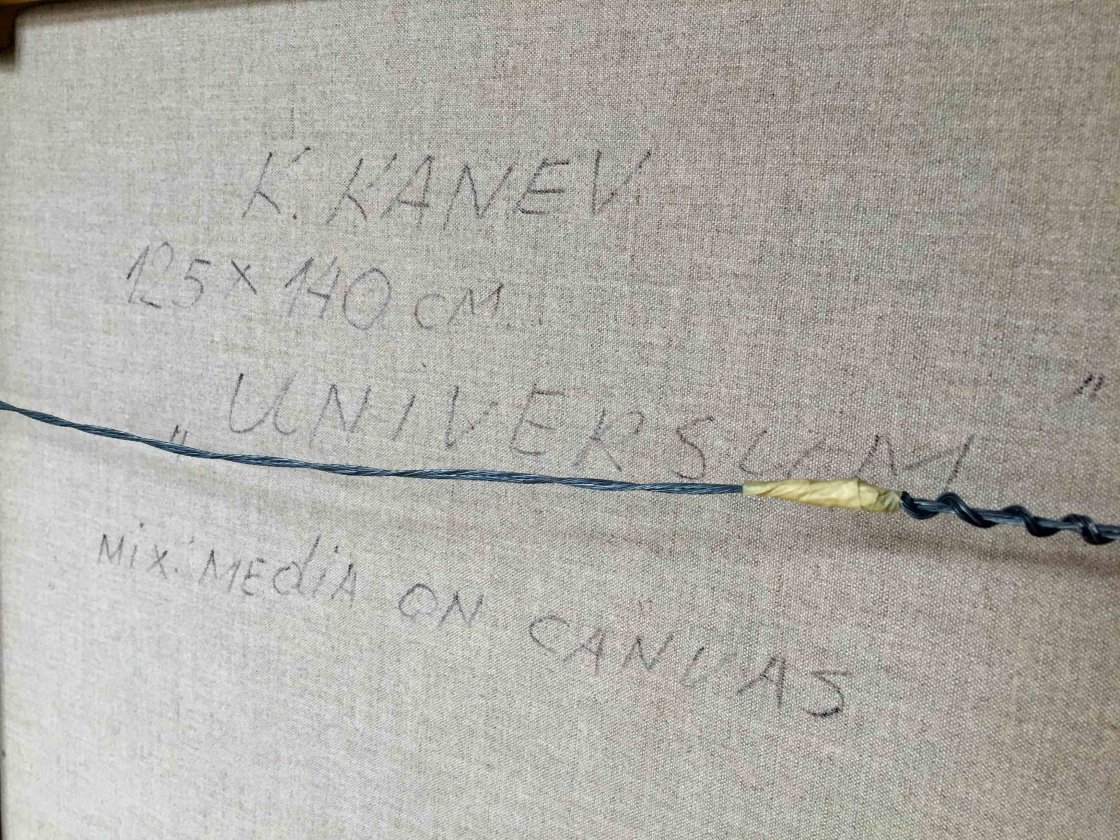 K. KANEV
125 × 140 cm
„UNIVERSUM"
Mix. MEdiA ON CANVAS